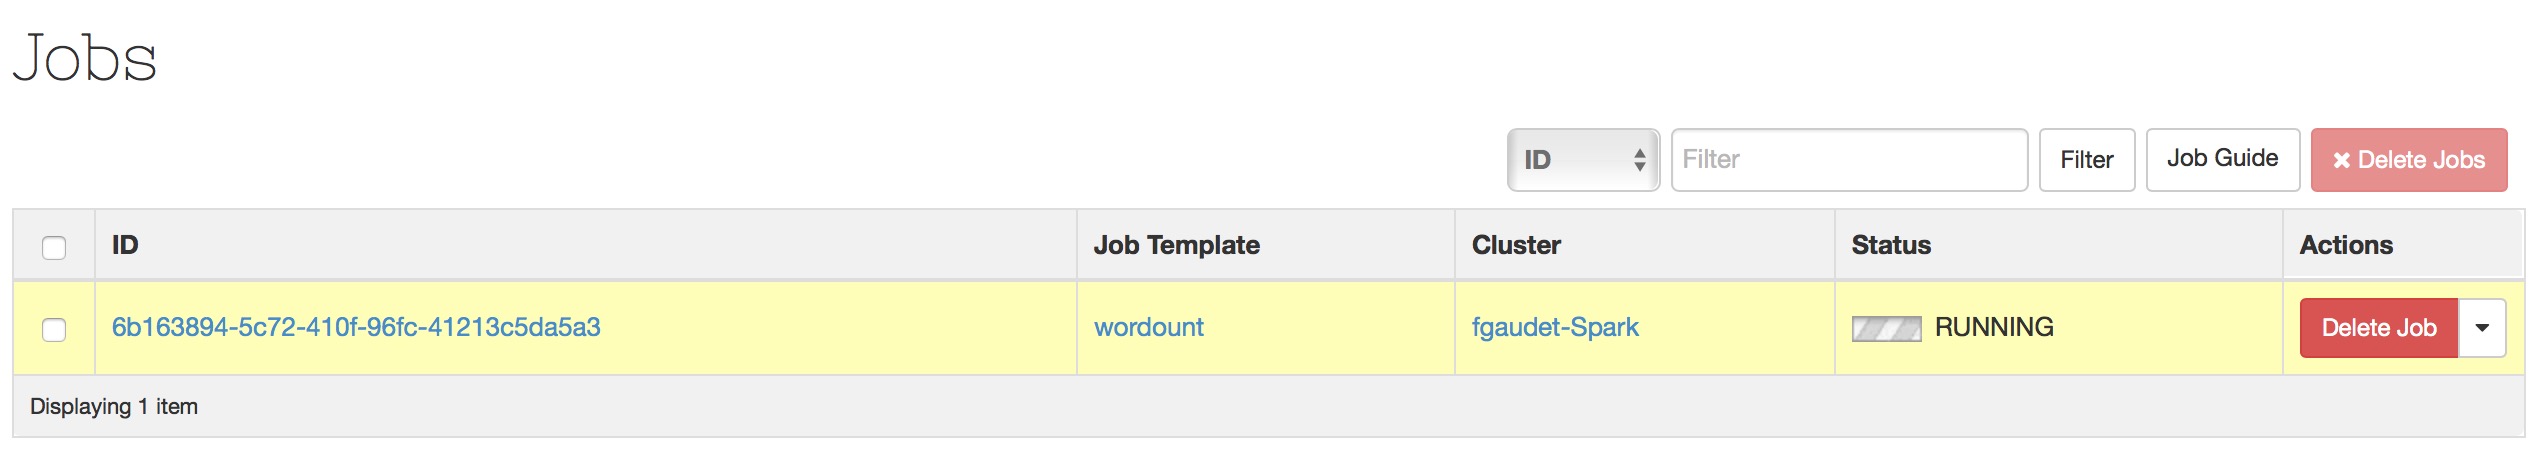 Jobs
ID Filter Filter Job Guide Delete Jobs
ID Job Template Cluster Status Actions
6b163894-5c72-410f-96fc-41213c5da5a3 wordount fgaudet-Spark RUNNING Delete Job
Displaying 1 item